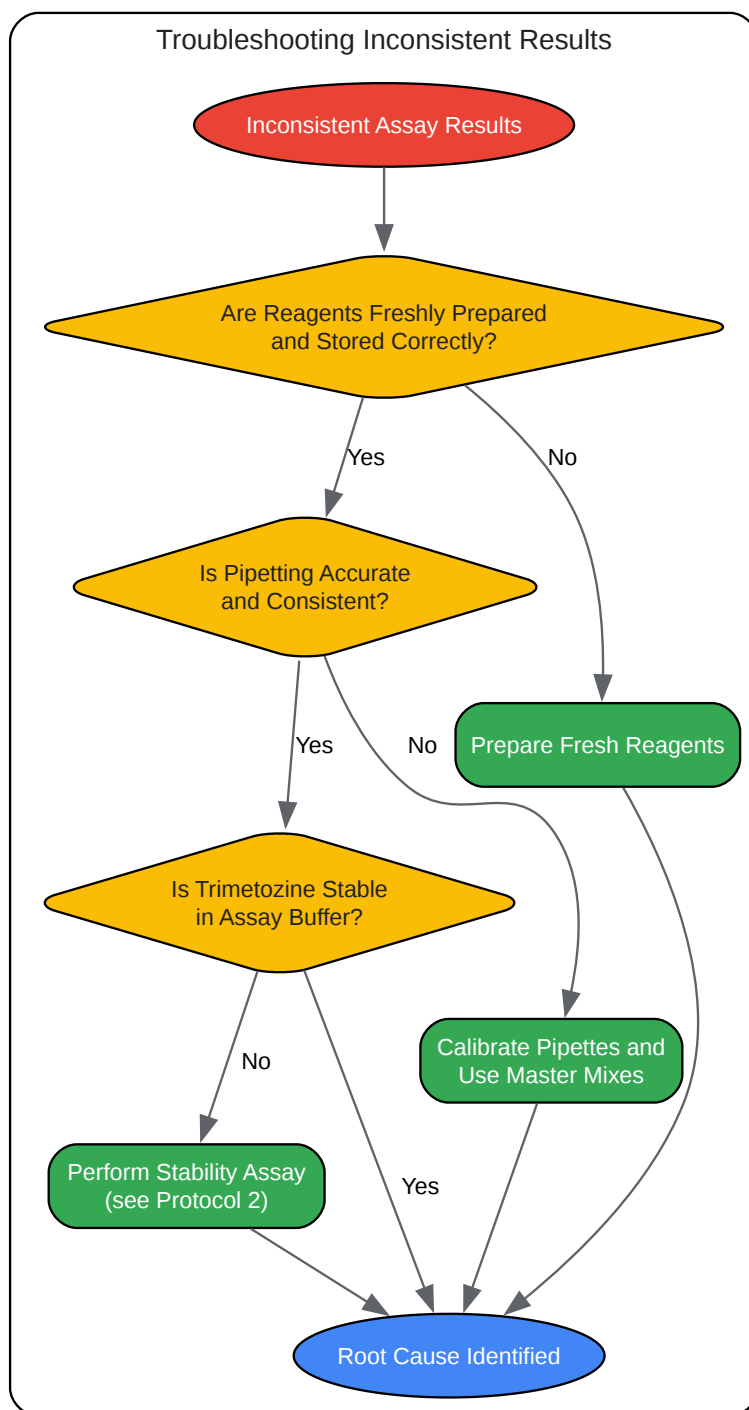 Troubleshooting Inconsistent Results
Inconsistent Assay Results
Are Reagents Freshly Prepared
and Stored Correctly?
Yes
No
Is Pipetting Accurate
and Consistent?
Yes
No
Prepare Fresh Reagents
Is Trimetozine Stable
in Assay Buffer?
No
Calibrate Pipettes and
Use Master Mixes
Perform Stability Assay
(see Protocol 2)
Yes
Root Cause Identified